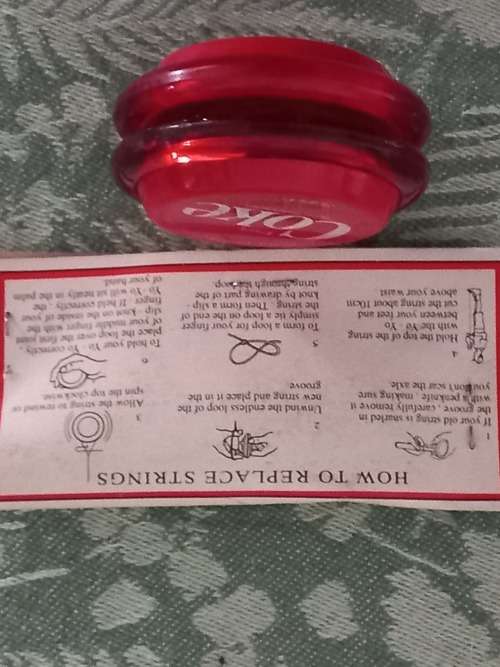 Coke
HOW TO REPLACE STRINGS
1
If your old string is snarled in
the groove , carefully remove it
with a penknife making sure
you don't scar the axle
2
Unwind the endless loop of the
new string and place it in the
groove
3
Allow the string to rewind or
spin the top clockwise
4
Hold the top of the string
with the Yo - Yo
between your feet and
cut the string about 10cm
above your waist
5
To form a loop for your finger
simply tie a loop on the end of
the string . Then form a slip -
knot by drawing part of the
string through the loop.
6
To hold your Yo - Yo correctly,
place the loop over the first joint
of your middle finger with the
slip - knot on the inside of your
finger. If held correctly , the
Yo Yo will sit neatly in the palm
of your hand